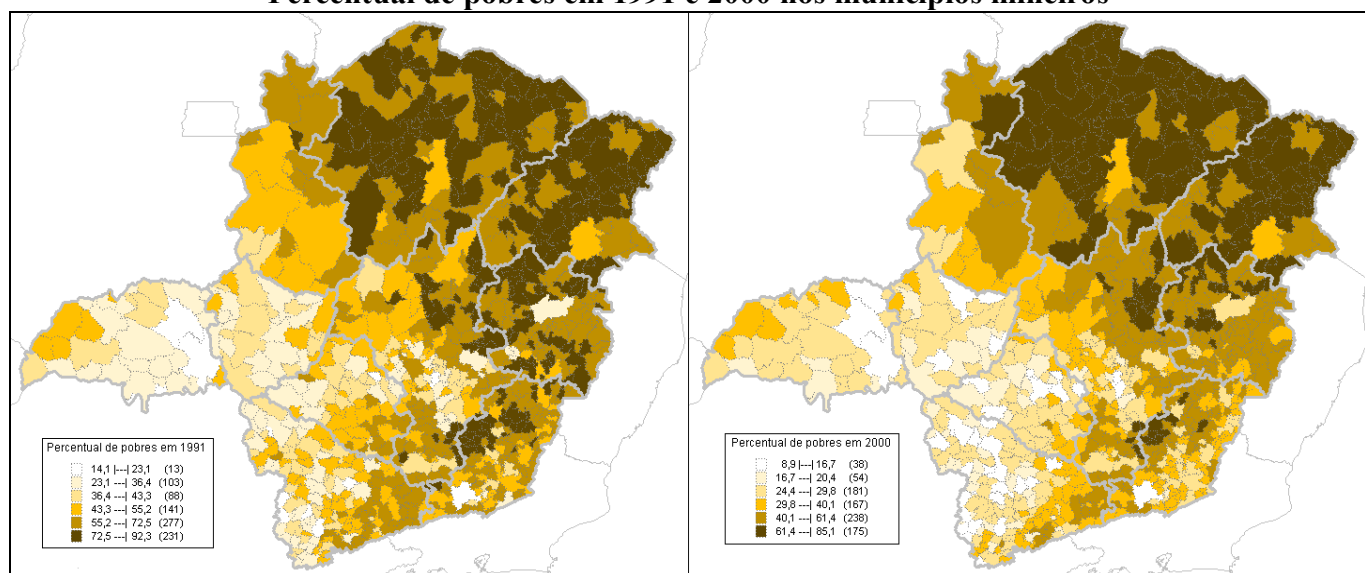 Percentual de pobres em 1991 e 2000 nos municípios mineiros
Percentual de pobres em 1991
14,1 |---| 23,1 (13)
23,1 ---| 36,4 (103)
36,4 ---| 43,3 (88)
43,3 ---| 55,2 (141)
55,2 ---| 72,5 (277)
72,5 ---| 92,3 (231)
Percentual de pobres em 2000
8,9 |---| 16,7 (38)
16,7 ---| 20,4 (54)
24,4 ---| 29,8 (181)
29,8 ---| 40,1 (167)
40,1 ---| 61,4 (238)
61,4 ---| 85,1 (175)